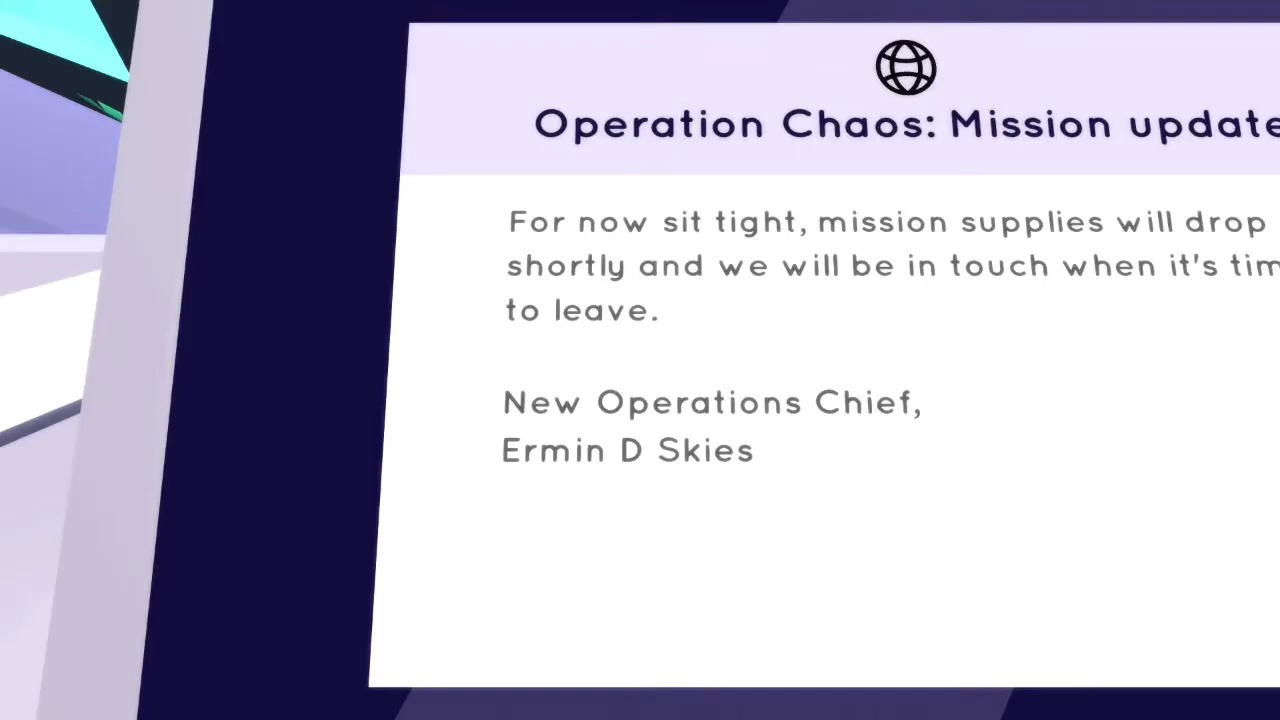 Operation Chaos: Mission update
For now sit tight, mission supplies will drop
shortly and we will be in touch when it's
to leave.
New Operations Chief,
Ermin D Skies